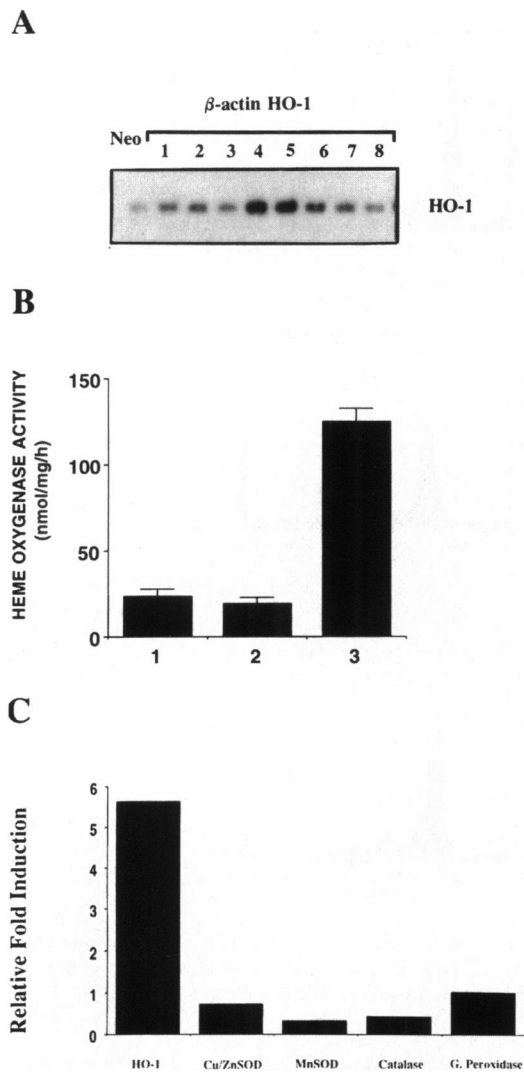 A
β-actin HO-1
Neo 1 2 3 4 5 6 7 8
HO-1
B
HEME OXYGENASE ACTIVITY
(nmol/mg/h)
150
100
50
0
1 2 3
C
Relative Fold Induction
6
5
4
3
2
1
0
HO-1 Cu/ZnSOD MnSOD Catalase G. Peroxidase